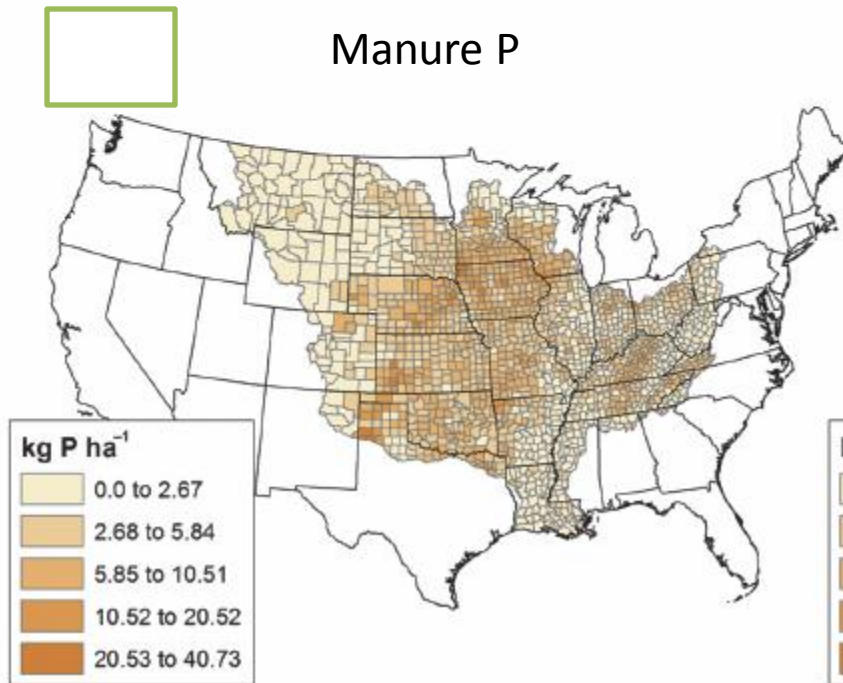 Manure P
kg P ha⁻¹
0.0 to 2.67
2.68 to 5.84
5.85 to 10.51
10.52 to 20.52
20.53 to 40.73